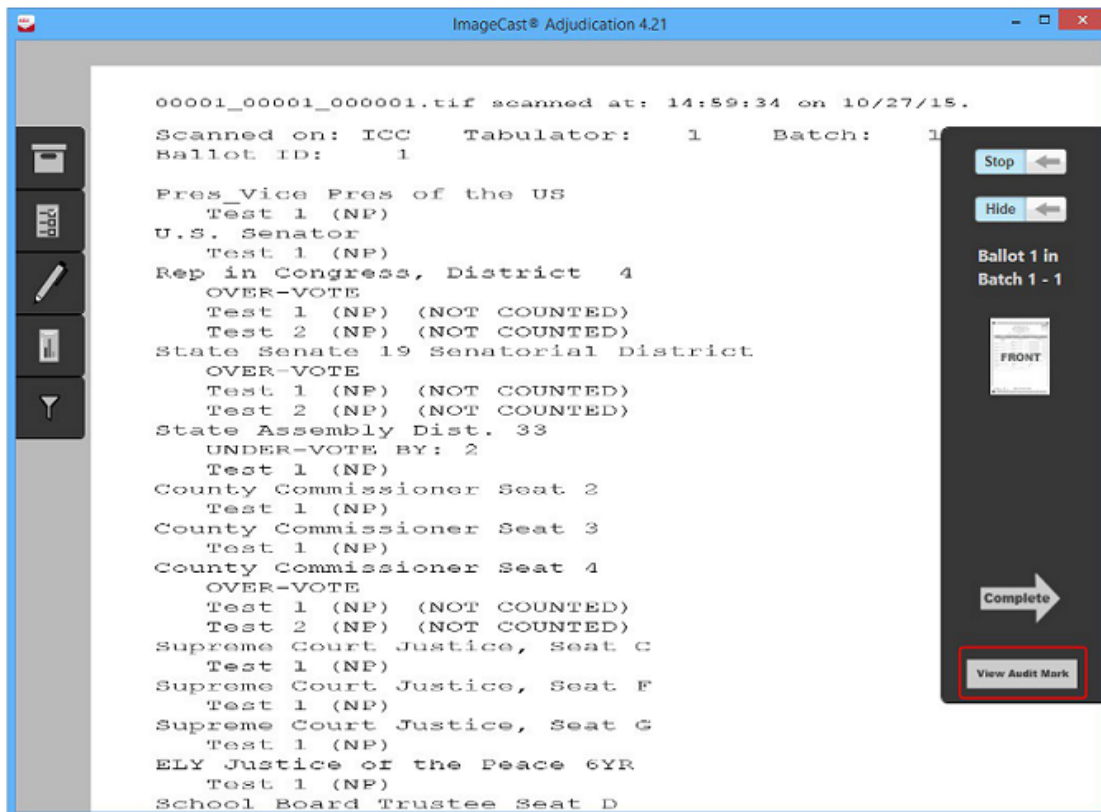 ImageCast® Adjudication 4.21
00001_00001_000001.tif scanned at: 14:59:34 on 10/27/15.
Scanned on: ICC Tabulator: 1 Batch: 1
Ballot ID: 1
Pres_Vice Pres of the US
Test 1 (NP)
U.S. Senator
Test 1 (NP)
Rep in Congress, District 4
OVER-VOTE
Test 1 (NP) (NOT COUNTED)
Test 2 (NP) (NOT COUNTED)
State Senate 19 Senatorial District
OVER-VOTE
Test 1 (NP) (NOT COUNTED)
Test 2 (NP) (NOT COUNTED)
State Assembly Dist. 33
UNDER-VOTE BY: 2
Test 1 (NP)
County Commissioner Seat 2
Test 1 (NP)
County Commissioner Seat 3
Test 1 (NP)
County Commissioner Seat 4
OVER-VOTE
Test 1 (NP) (NOT COUNTED)
Test 2 (NP) (NOT COUNTED)
Supreme Court Justice, Seat C
Test 1 (NP)
Supreme Court Justice, Seat F
Test 1 (NP)
Supreme Court Justice, Seat G
Test 1 (NP)
ELY Justice of the Peace 6YR
Test 1 (NP)
School Board Trustee Seat D
Stop
Hide
Ballot 1 in
Batch 1 - 1
FRONT
Complete
View Audit Mark